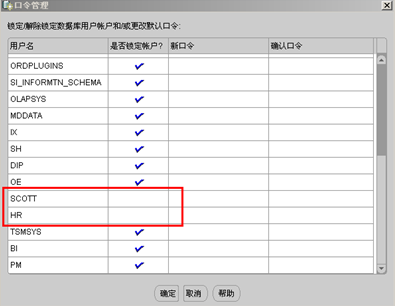 口令管理
锁定/解除锁定数据库用户帐户和/或更改默认口令:
用户名 是否锁定帐户? 新口令 确认口令
ORDPLUGINS
SI_INFORMTN_SCHEMA
OLAPSYS
MDDATA
IX
SH
DIP
OE
SCOTT
HR
TSMSYS
BI
PM
确定 取消 帮助